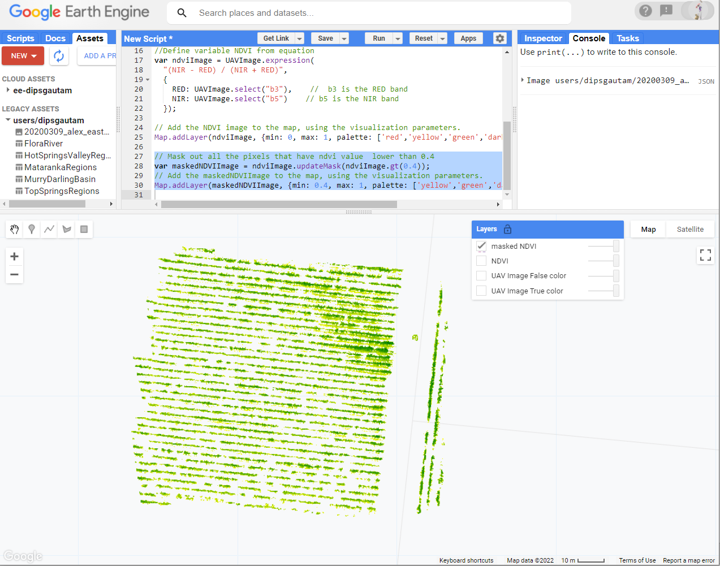 Google Earth Engine
Search places and datasets...
Scripts Docs Assets
NEW
ADD A PR
CLOUD ASSETS
ee-dipsgautam
LEGACY ASSETS
users/dipsgautam
20200309_alex_east...
FloraRiver
HotSpringsValleyReg...
MatarankaRegions
MurryDarlingBasin
TopSpringsRegions
New Script *
Get Link Save Run Reset Apps
16 //Define variable NDVI from equation
17 var ndviImage = UAVImage.expression(
18 "(NIR - RED) / (NIR + RED)",
19 {
20 RED: UAVImage.select("b3"), // b3 is the RED band
21 NIR: UAVImage.select("b5") // b5 is the NIR band
22 });
23
24 // Add the NDVI image to the map, using the visualization parameters.
25 Map.addLayer(ndviImage, {min: 0, max: 1, palette: ['red','yellow','green','dar
26
27 // Mask out all the pixels that have ndvi value lower than 0.4
28 var maskedNDVIImage = ndviImage.updateMask(ndviImage.gt(0.4));
29 // Add the maskedNDVIImage to the map, using the visualization parameters.
30 Map.addLayer(maskedNDVIImage, {min: 0.4, max: 1, palette: ['yellow','green','d
31
Inspector Console Tasks
Use print(...) to write to this console.
Image users/dipsgautam/20200309_a... JSON
Layers
masked NDVI
NDVI
UAV Image False color
UAV Image True color
Map Satellite
Google
Keyboard shortcuts Map data ©2022 10 m Terms of Use Report a map error